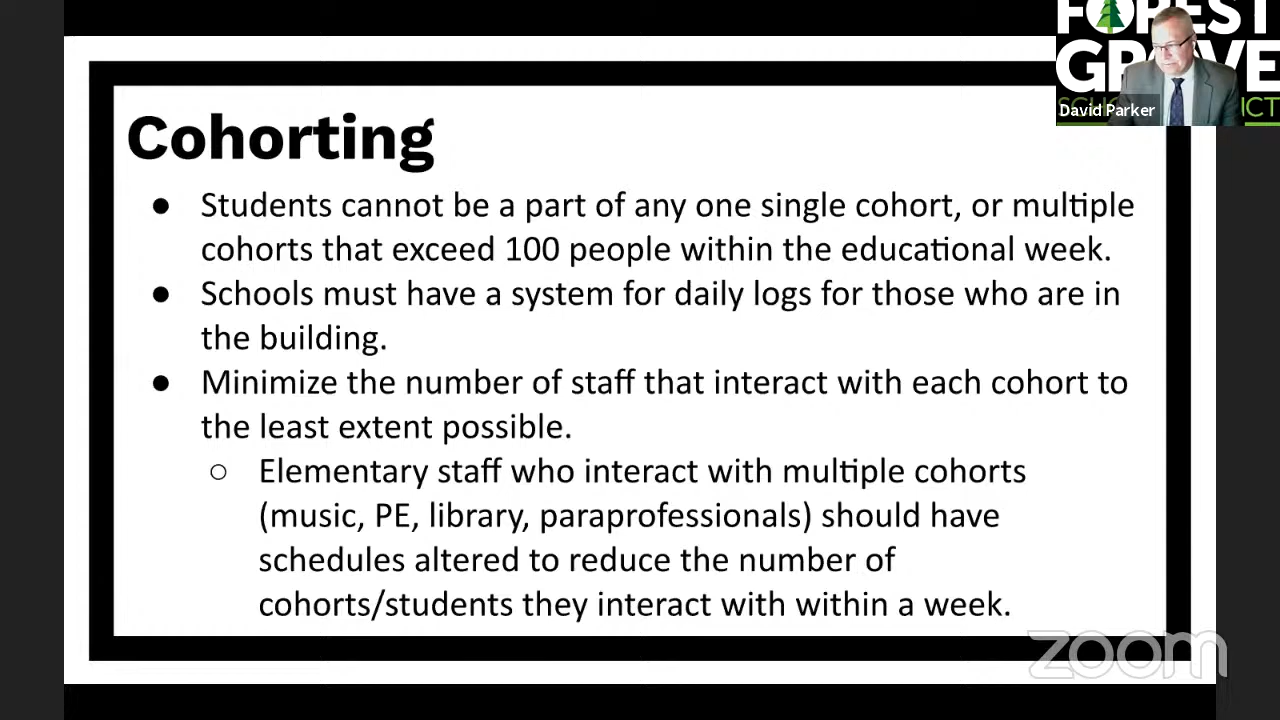 FOREST
GROVE
David Parker
Cohorting
● Students cannot be a part of any one single cohort, or multiple
cohorts that exceed 100 people within the educational week.
● Schools must have a system for daily logs for those who are in
the building.
● Minimize the number of staff that interact with each cohort to
the least extent possible.
○ Elementary staff who interact with multiple cohorts
(music, PE, library, paraprofessionals) should have
schedules altered to reduce the number of
cohorts/students they interact with within a week.
zoom